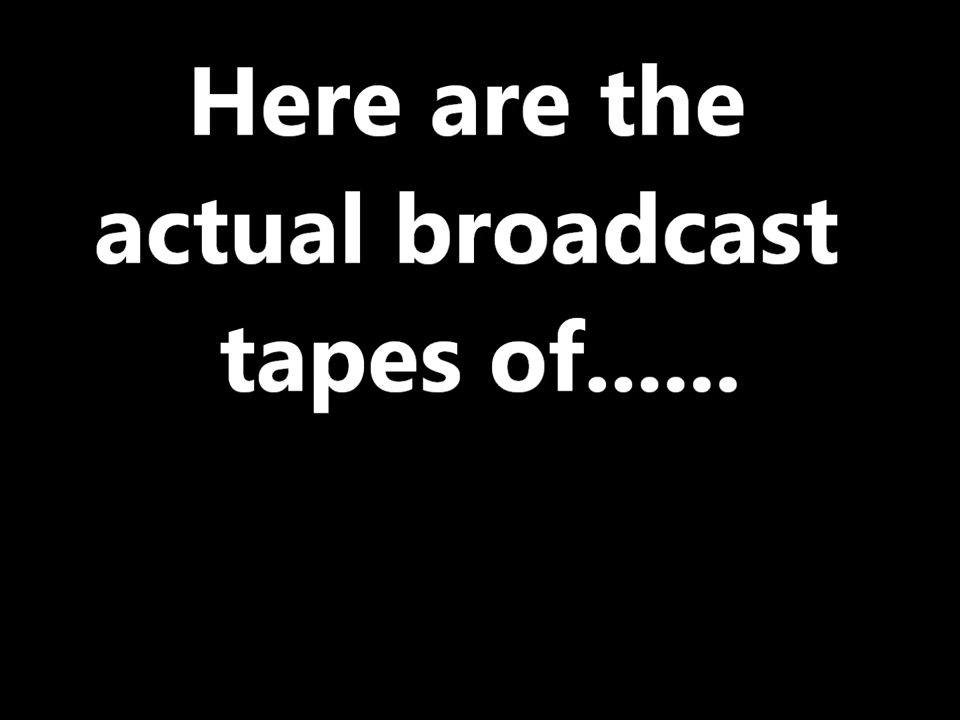 Here are the
actual broadcast
tapes of......